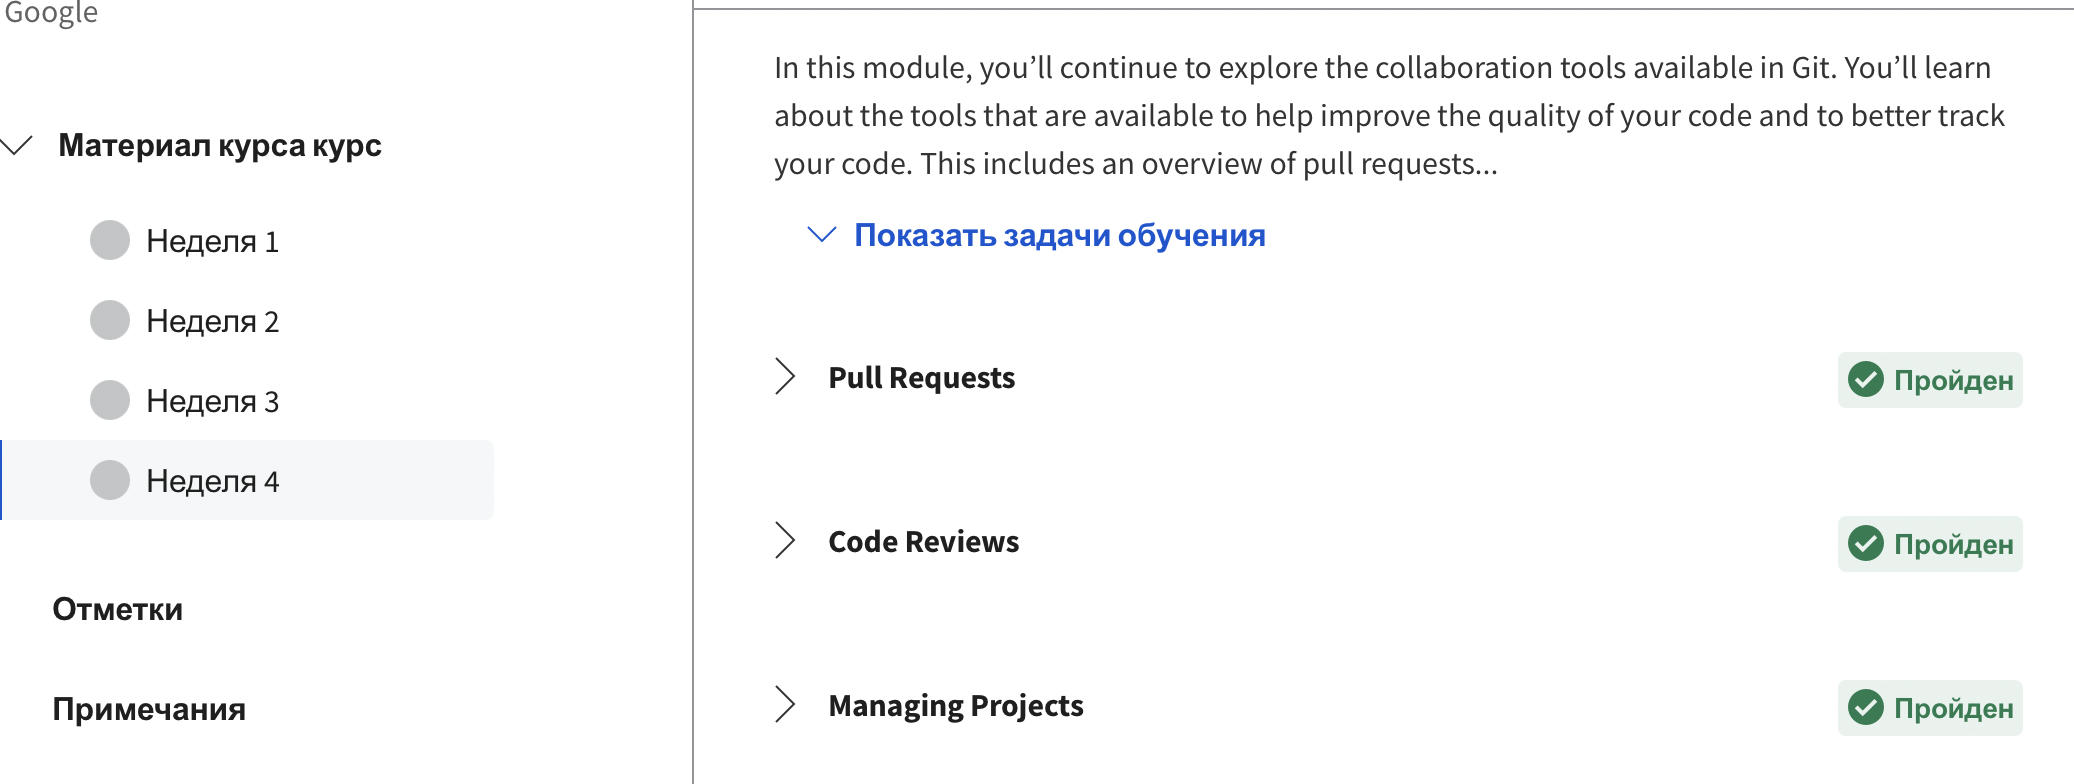 Google
Материал курса курс
Неделя 1
Неделя 2
Неделя 3
Неделя 4
Отметки
Примечания
In this module, you’ll continue to explore the collaboration tools available in Git. You’ll learn
about the tools that are available to help improve the quality of your code and to better track
your code. This includes an overview of pull requests...
Показать задачи обучения
Pull Requests
Пройден
Code Reviews
Пройден
Managing Projects
Пройден